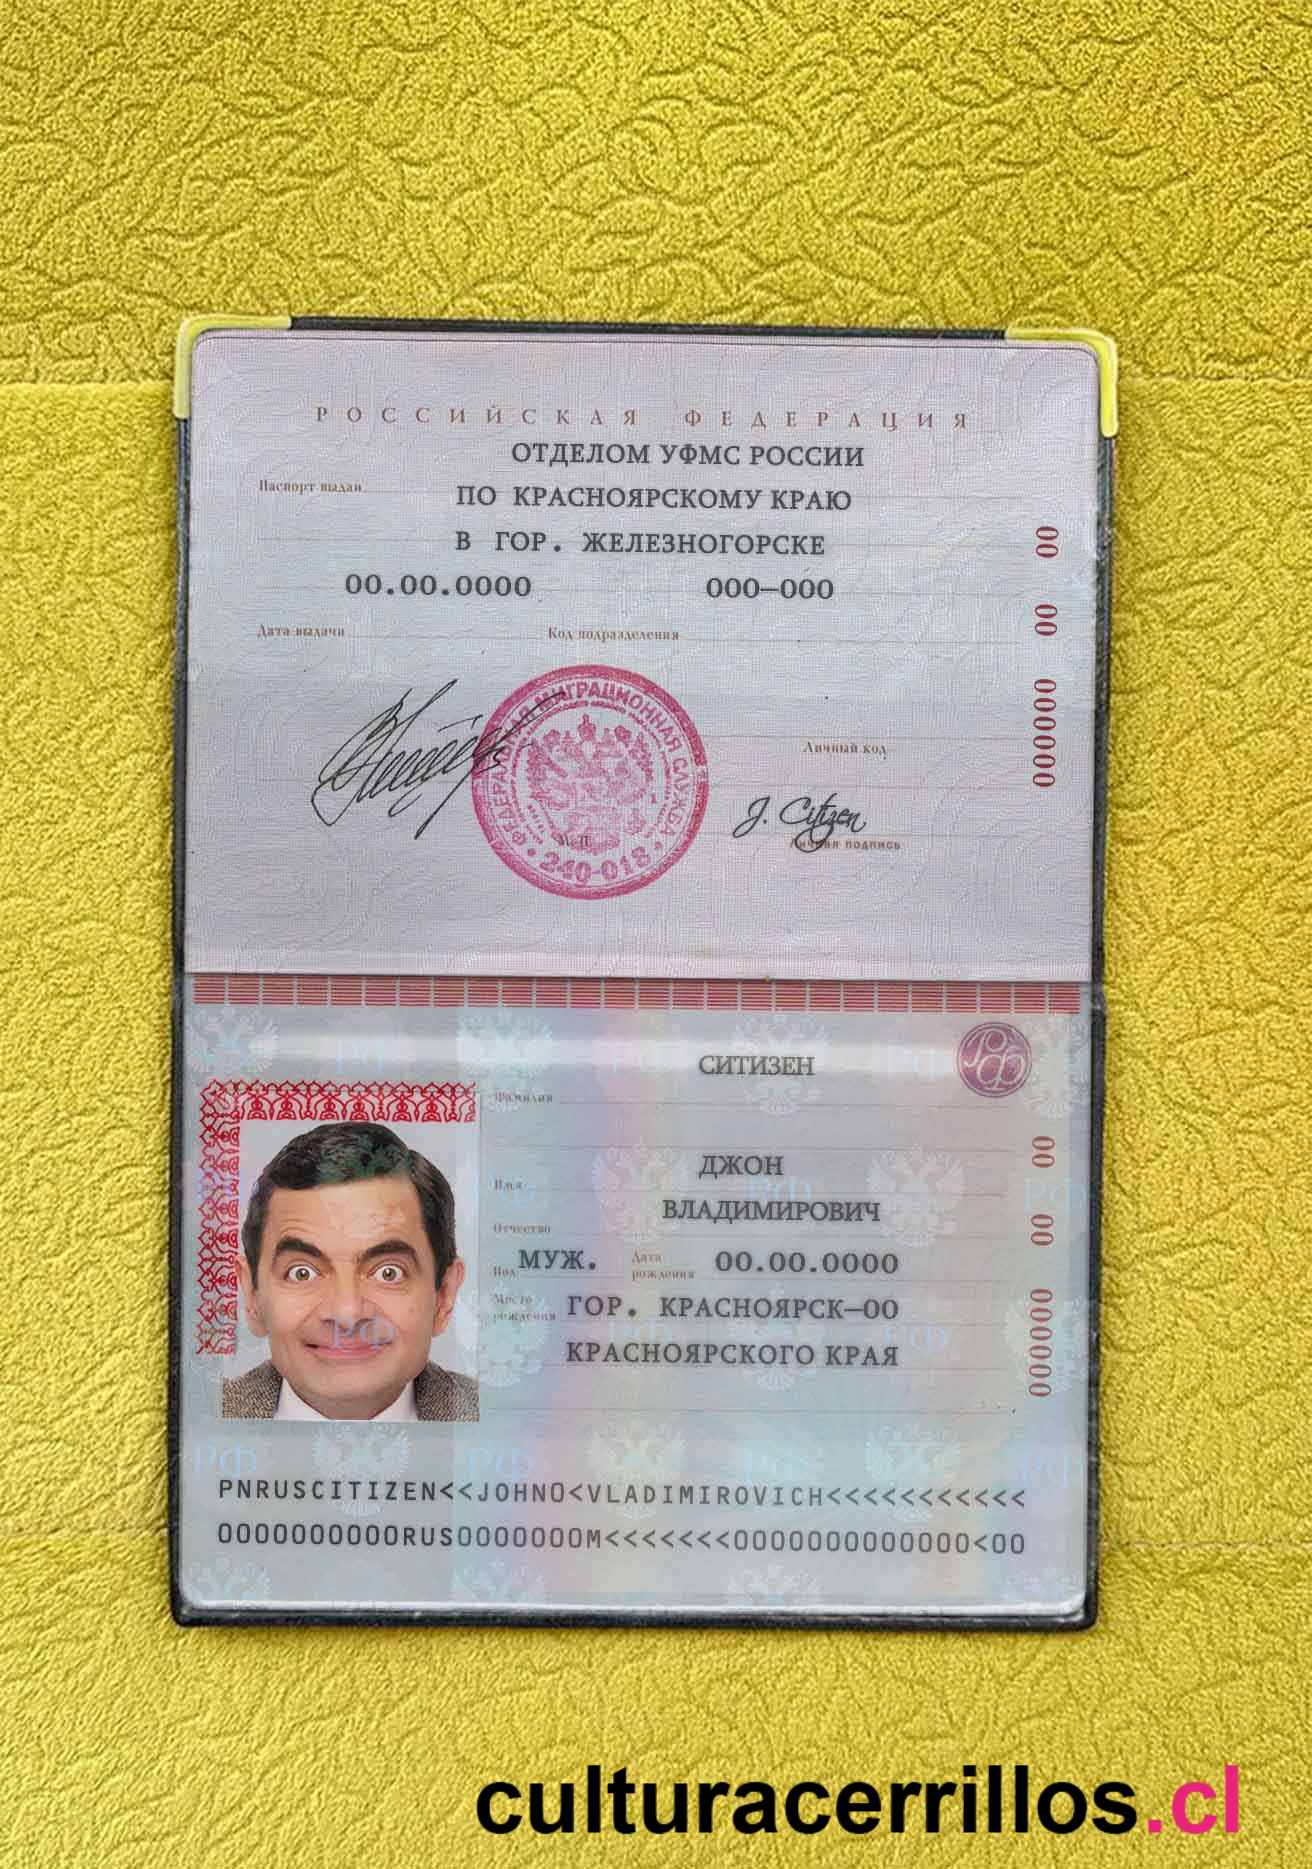 РОССИЙСКАЯ ФЕДЕРАЦИЯ
ОТДЕЛОМ УФМС РОССИИ
Паспорт выдан
ПО КРАСНОЯРСКОМУ КРАЮ
В ГОР. ЖЕЛЕЗНОГОРСКЕ
00.00.0000 000—000
Дата выдачи Код подразделения
00 00 000000
ФЕДЕРАЛЬНАЯ МИГРАЦИОННАЯ СЛУЖБА
М.П.
• 240-018 •
Личный код
J. Citizen
Личная подпись
СИТИЗЕН
РФ
Фамилия
ДЖОН
Имя
ВЛАДИМИРОВИЧ
Отчество
Пол МУЖ. Дата рождения 00.00.0000
Место рождения ГОР. КРАСНОЯРСК—00
КРАСНОЯРСКОГО КРАЯ
00 00 000000
PNRUSCITIZEN<<JOHNO<VLADIMIROVICH<<<<<<<<<<<
0000000000RUS0000000M<<<<<<<0000000000000<00
culturacerrillos.cl